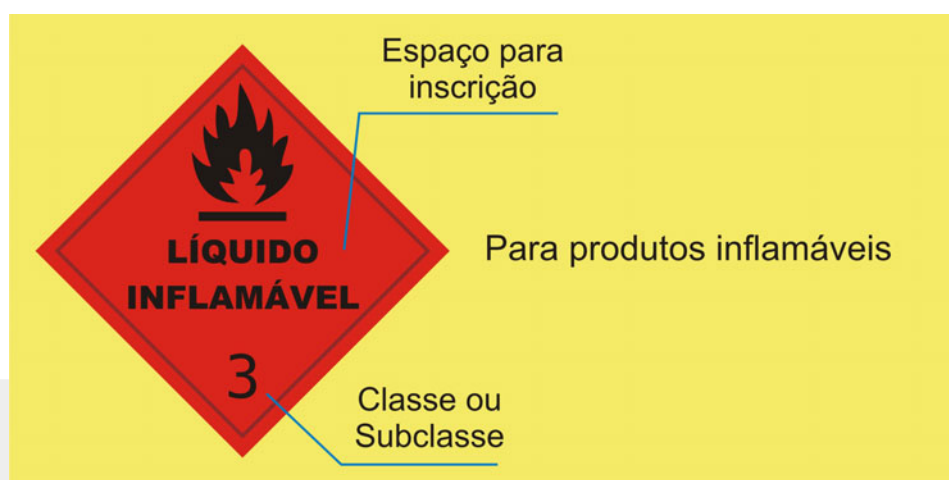 Espaço para
inscrição
LÍQUIDO
INFLAMÁVEL
3
Para produtos inflamáveis
Classe ou
Subclasse